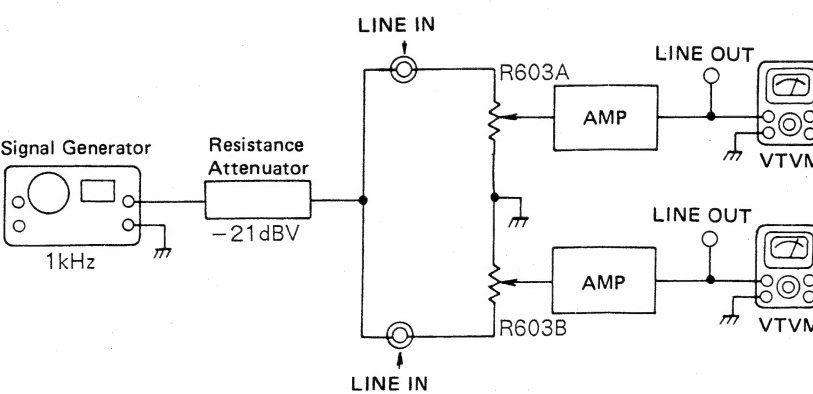 LINE IN
R603A
LINE OUT
AMP
VTVM
Signal Generator
Resistance
Attenuator
-21dBV
1kHz
LINE OUT
AMP
R603B
VTVM
LINE IN